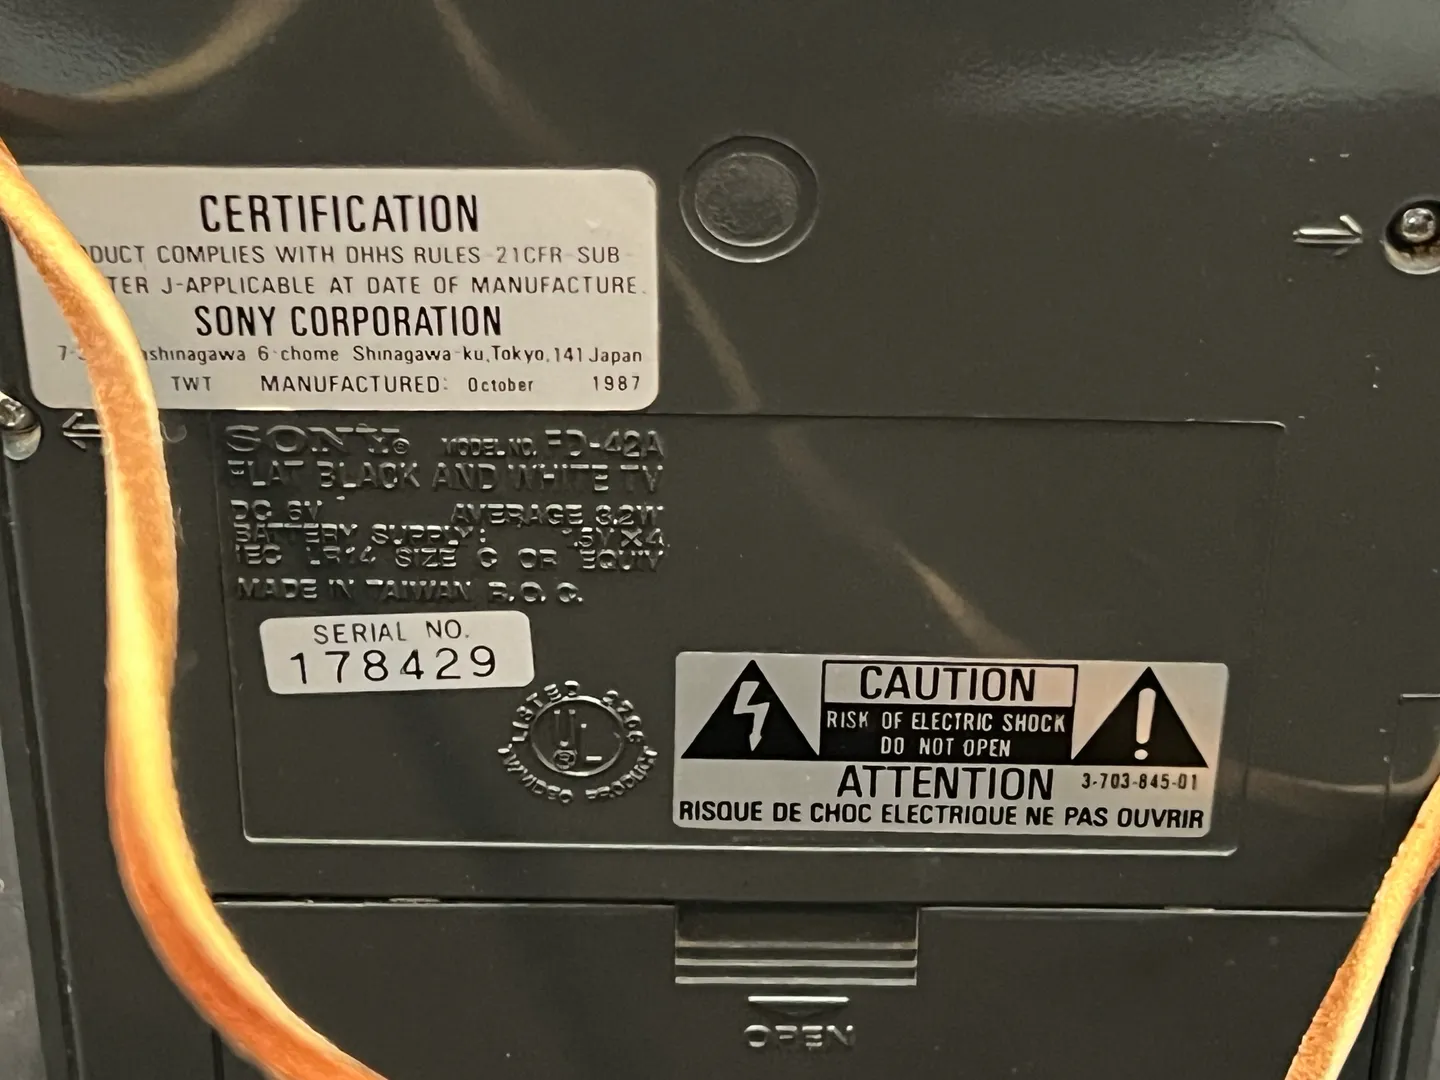 CERTIFICATION
DUCT COMPLIES WITH DHHS RULES 21CFR SUB-
TER J-APPLICABLE AT DATE OF MANUFACTURE.
SONY CORPORATION
6-chome Shinagawa-ku, Tokyo, 141 Japan
TWT MANUFACTURED: October 1987
SONY® MODEL NO. FD-42A
FLAT BLACK AND WHITE TV
DC 6V AVERAGE 3.2W
BATTERY SUPPLY: 1.5V X 4
IEC LR14 SIZE C OR EQUIV
MADE IN TAIWAN R.O.C.
SERIAL NO.
178429
LISTED 270G
UL®
TV/VIDEO PRODUCT
CAUTION
RISK OF ELECTRIC SHOCK
DO NOT OPEN
ATTENTION 3-703-845-01
RISQUE DE CHOC ELECTRIQUE NE PAS OUVRIR
OPEN